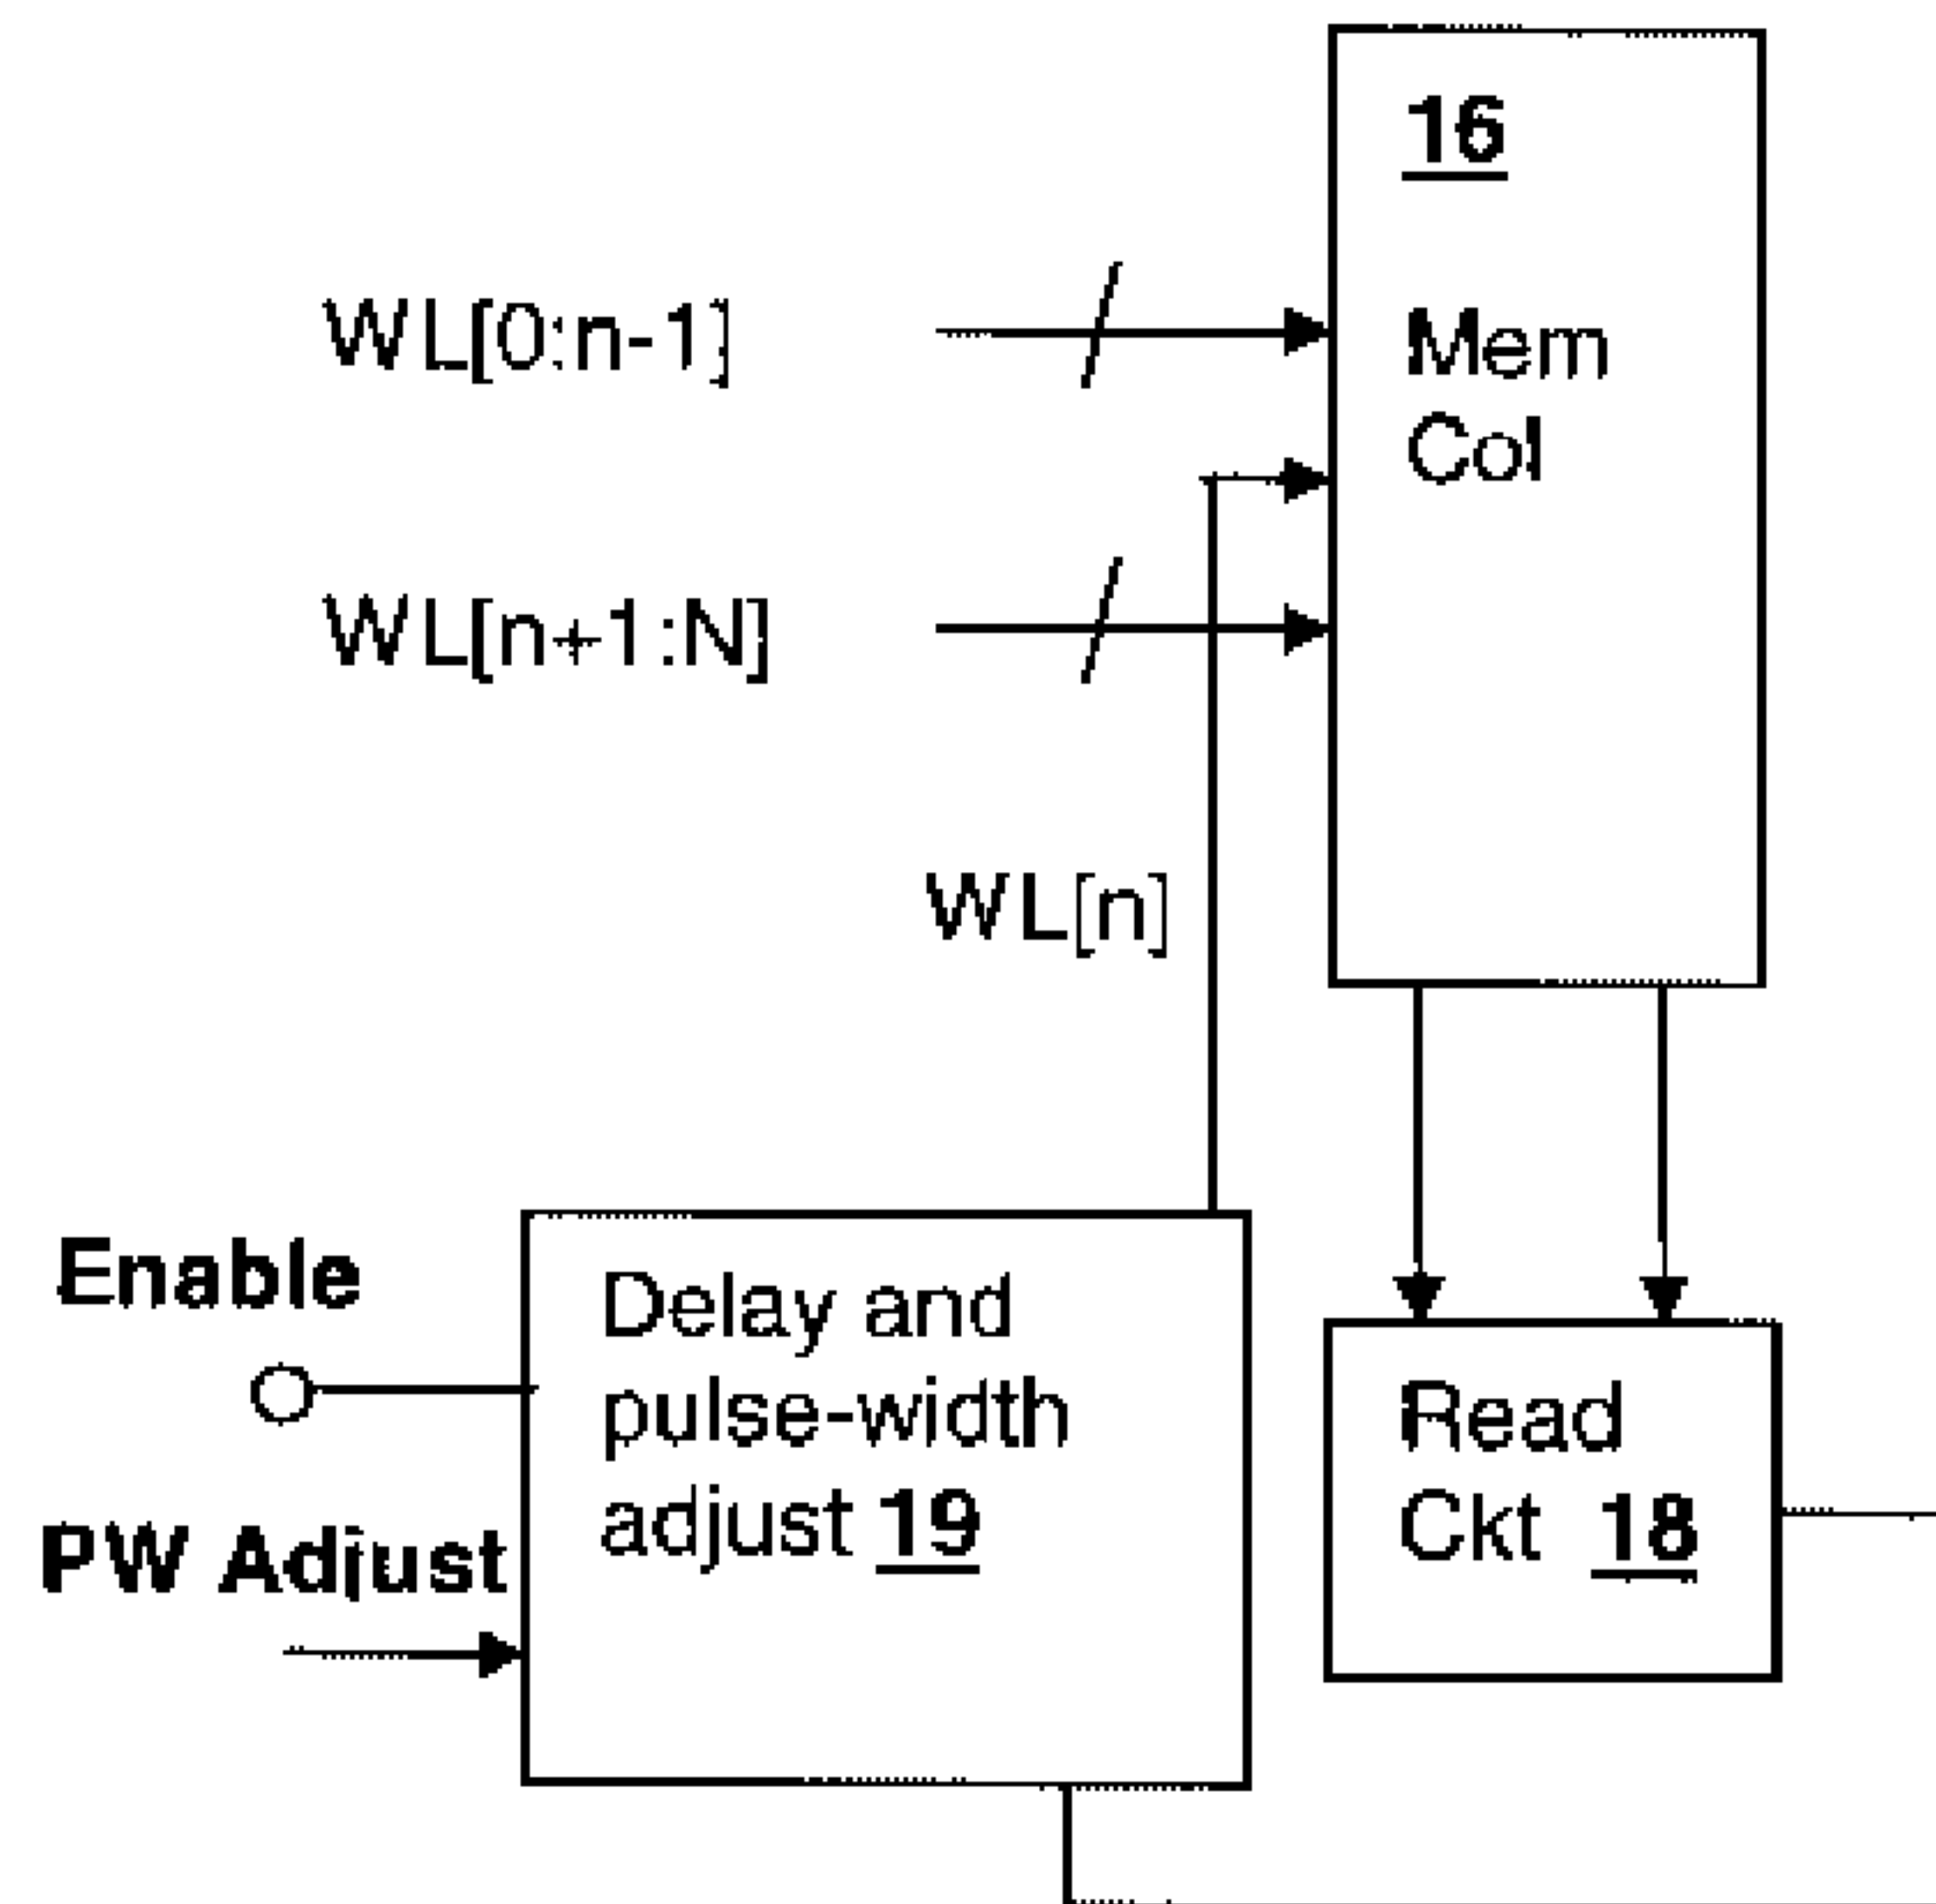 16
Mem
Col
WL[0:n-1]
WL[n+1:N]
WL[n]
Enable
PW Adjust
Delay and
pulse-width
adjust 19
Read
Ckt 18